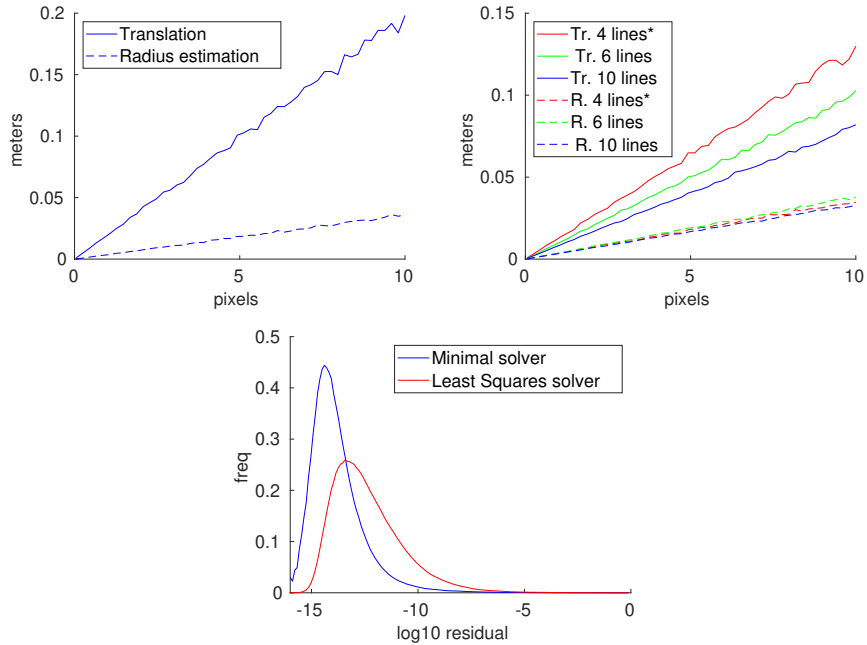 0.2
0.15
0.1
0.05
0
meters
0
5
10
pixels
Translation
Radius estimation
0.15
0.1
0.05
0
meters
0
5
10
pixels
Tr. 4 lines*
Tr. 6 lines
Tr. 10 lines
R. 4 lines*
R. 6 lines
R. 10 lines
0.5
0.4
0.3
0.2
0.1
0
freq
-15
-10
-5
0
log10 residual
Minimal solver
Least Squares solver